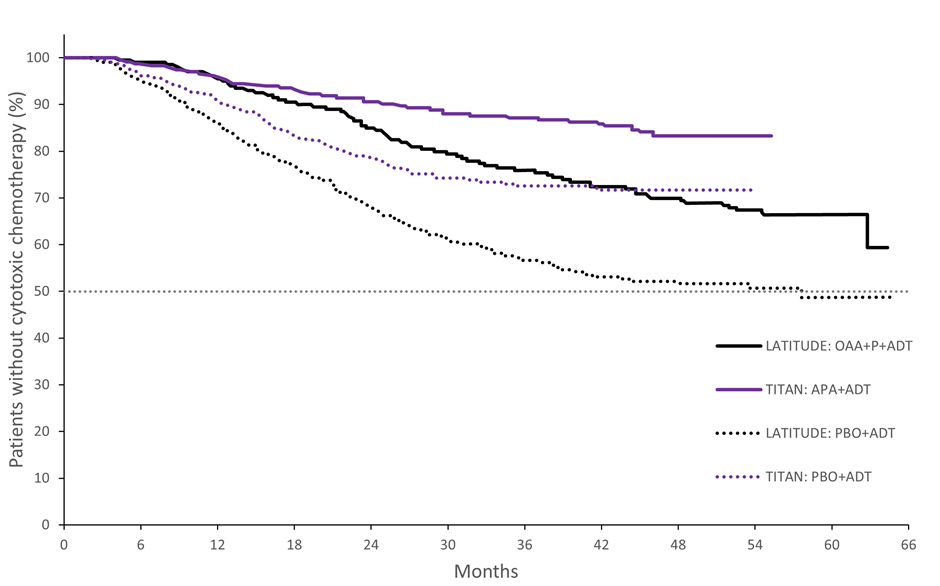 Patients without cytotoxic chemotherapy (%)
100
90
80
70
60
50
40
30
20
10
0
LATITUDE: OAA+P+ADT
TITAN: APA+ADT
LATITUDE: PBO+ADT
TITAN: PBO+ADT
0 6 12 18 24 30 36 42 48 54 60 66
Months